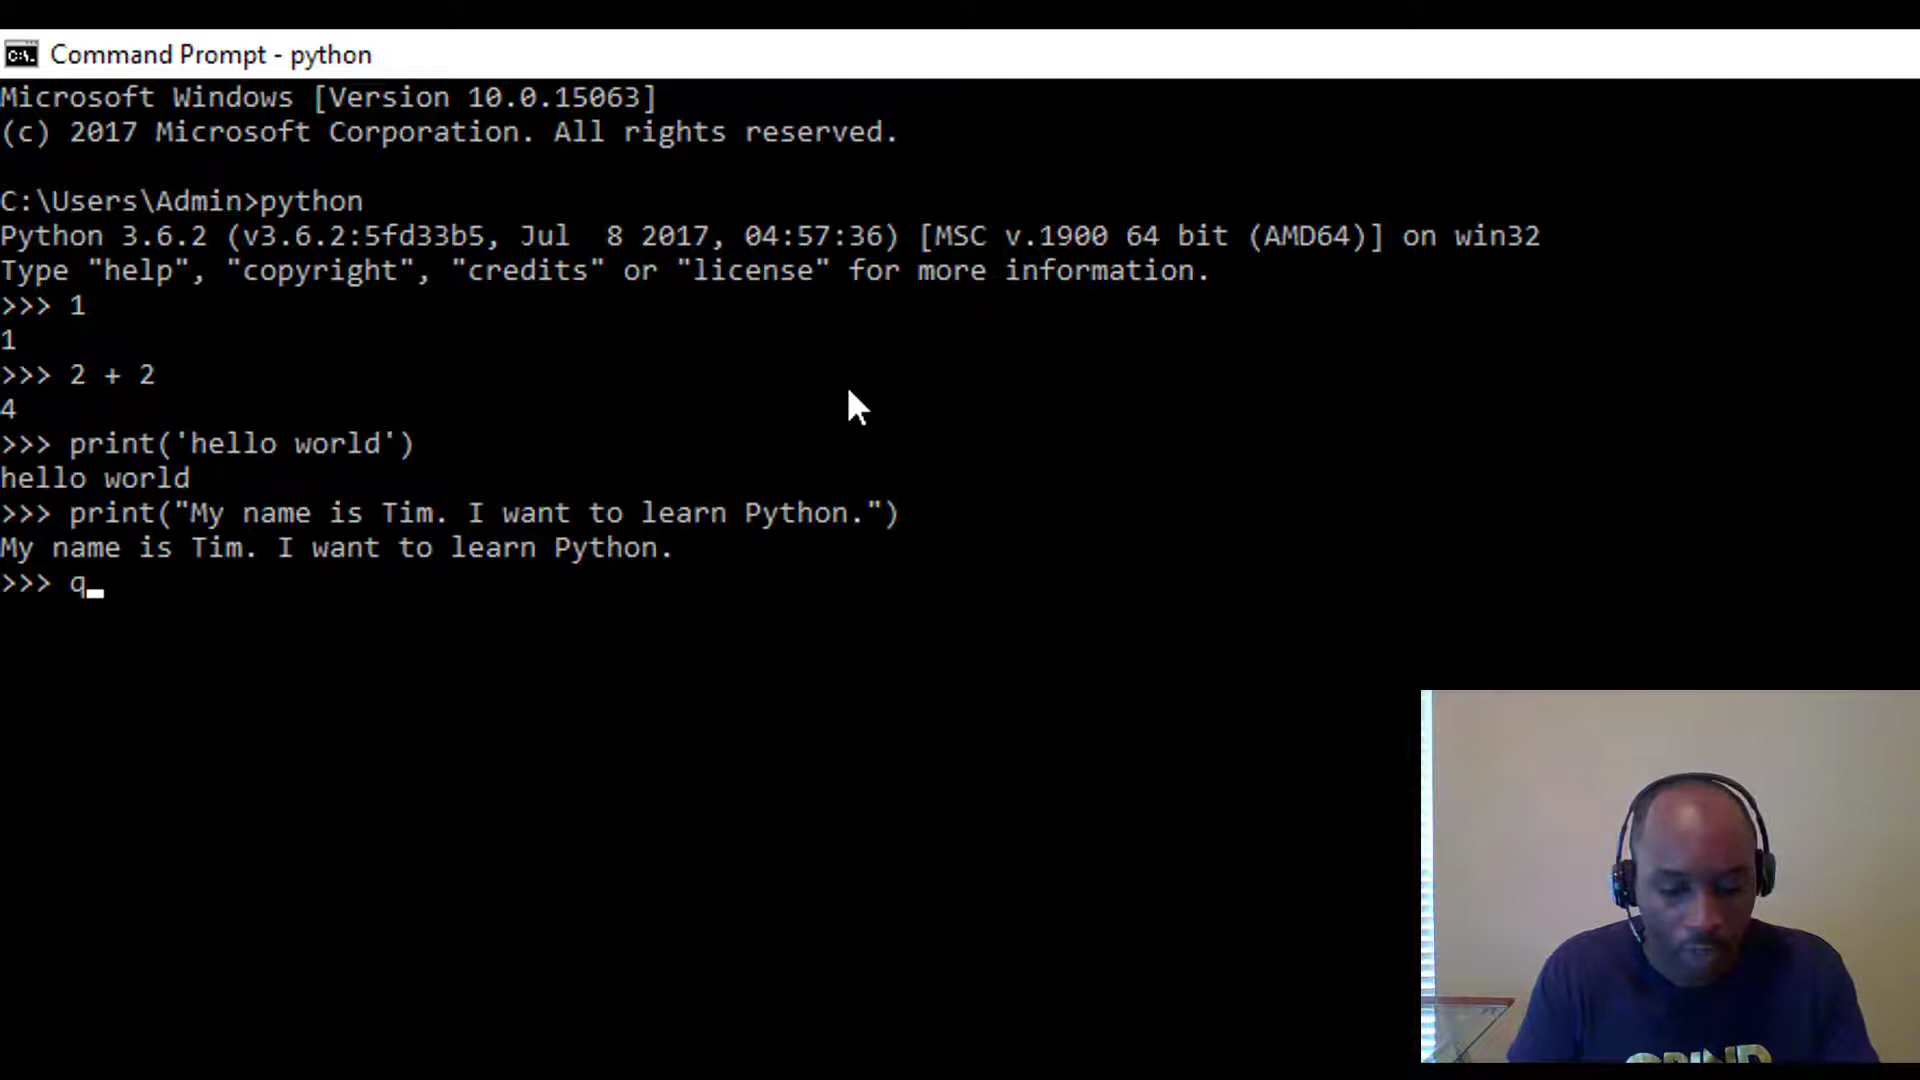 Command Prompt - python
Microsoft Windows [Version 10.0.15063]
(c) 2017 Microsoft Corporation. All rights reserved.
C:\Users\Admin>python
Python 3.6.2 (v3.6.2:5fd33b5, Jul  8 2017, 04:57:36) [MSC v.1900 64 bit (AMD64)] on win32
Type "help", "copyright", "credits" or "license" for more information.
>>> 1
1
>>> 2 + 2
4
>>> print('hello world')
hello world
>>> print("My name is Tim. I want to learn Python.")
My name is Tim. I want to learn Python.
>>> q
GRIND